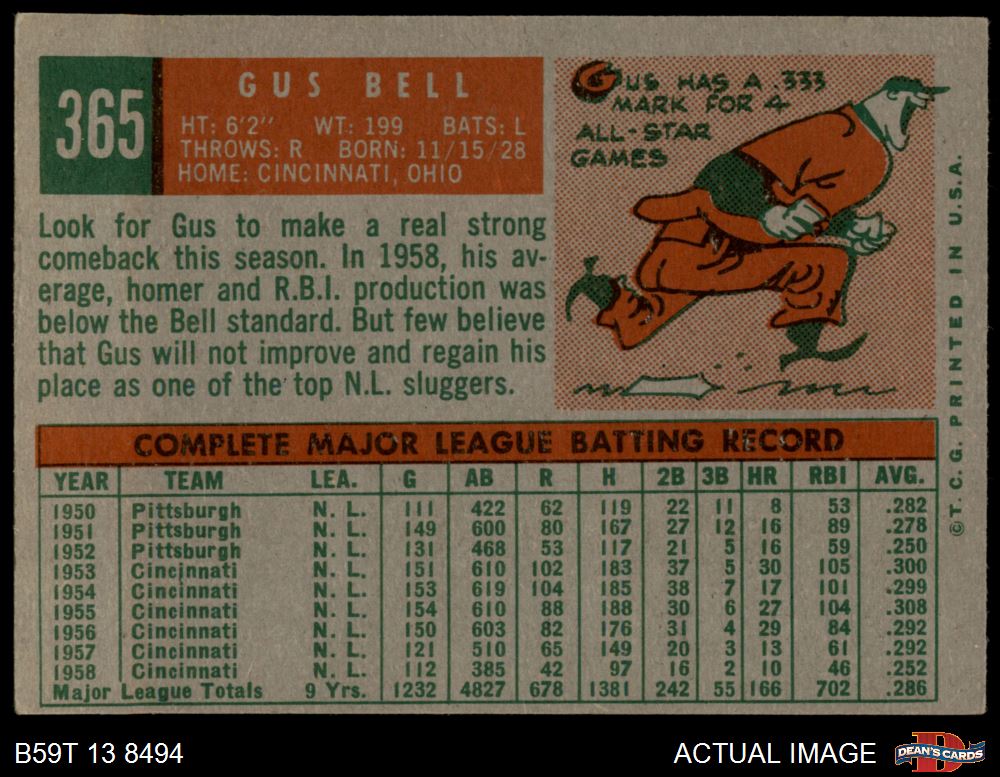 365
GUS BELL
HT: 6'2" WT: 199 BATS: L
THROWS: R BORN: 11/15/28
HOME: CINCINNATI, OHIO
GUS HAS A .333
MARK FOR 4
ALL-STAR
GAMES
Look for Gus to make a real strong
comeback this season. In 1958, his av-
erage, homer and R.B.I. production was
below the Bell standard. But few believe
that Gus will not improve and regain his
place as one of the top N.L. sluggers.
COMPLETE MAJOR LEAGUE BATTING RECORD
YEAR TEAM LEA. G AB R H 2B 3B HR RBI AVG.
1950 Pittsburgh N. L. 111 422 62 119 22 11 8 53 .282
1951 Pittsburgh N. L. 149 600 80 167 27 12 16 89 .278
1952 Pittsburgh N. L. 131 468 53 117 21 5 16 59 .250
1953 Cincinnati N. L. 151 610 102 183 37 5 30 105 .300
1954 Cincinnati N. L. 153 619 104 185 38 7 17 101 .299
1955 Cincinnati N. L. 154 610 88 188 30 6 27 104 .308
1956 Cincinnati N. L. 150 603 82 176 31 4 29 84 .292
1957 Cincinnati N. L. 121 510 65 149 20 3 13 61 .292
1958 Cincinnati N. L. 112 385 42 97 16 2 10 46 .252
Major League Totals 9 Yrs. 1232 4827 678 1381 242 55 166 702 .286
©T. C. G. PRINTED IN U.S.A.
B59T 13 8494
ACTUAL IMAGE
DEAN'S CARDS